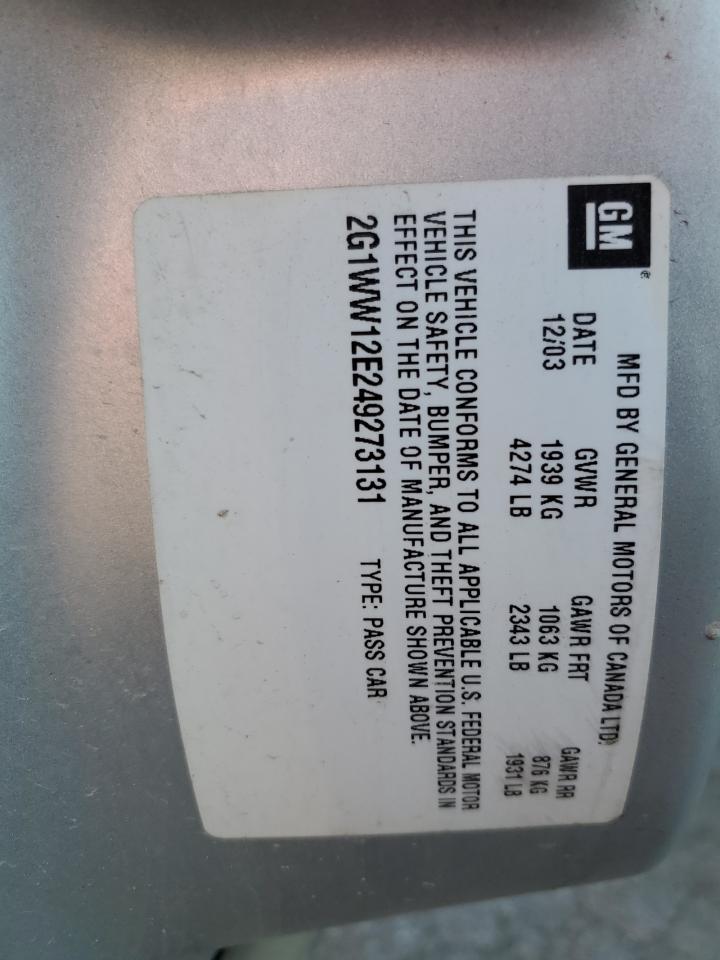 GM®
MFD BY GENERAL MOTORS OF CANADA LTD.
DATE GVWR GAWR FRT GAWR RR
12/03 1939 KG 1063 KG 876 KG
4274 LB 2343 LB 1931 LB
THIS VEHICLE CONFORMS TO ALL APPLICABLE U.S. FEDERAL MOTOR
VEHICLE SAFETY, BUMPER, AND THEFT PREVENTION STANDARDS IN
EFFECT ON THE DATE OF MANUFACTURE SHOWN ABOVE.
2G1WW12E249273131 TYPE: PASS CAR